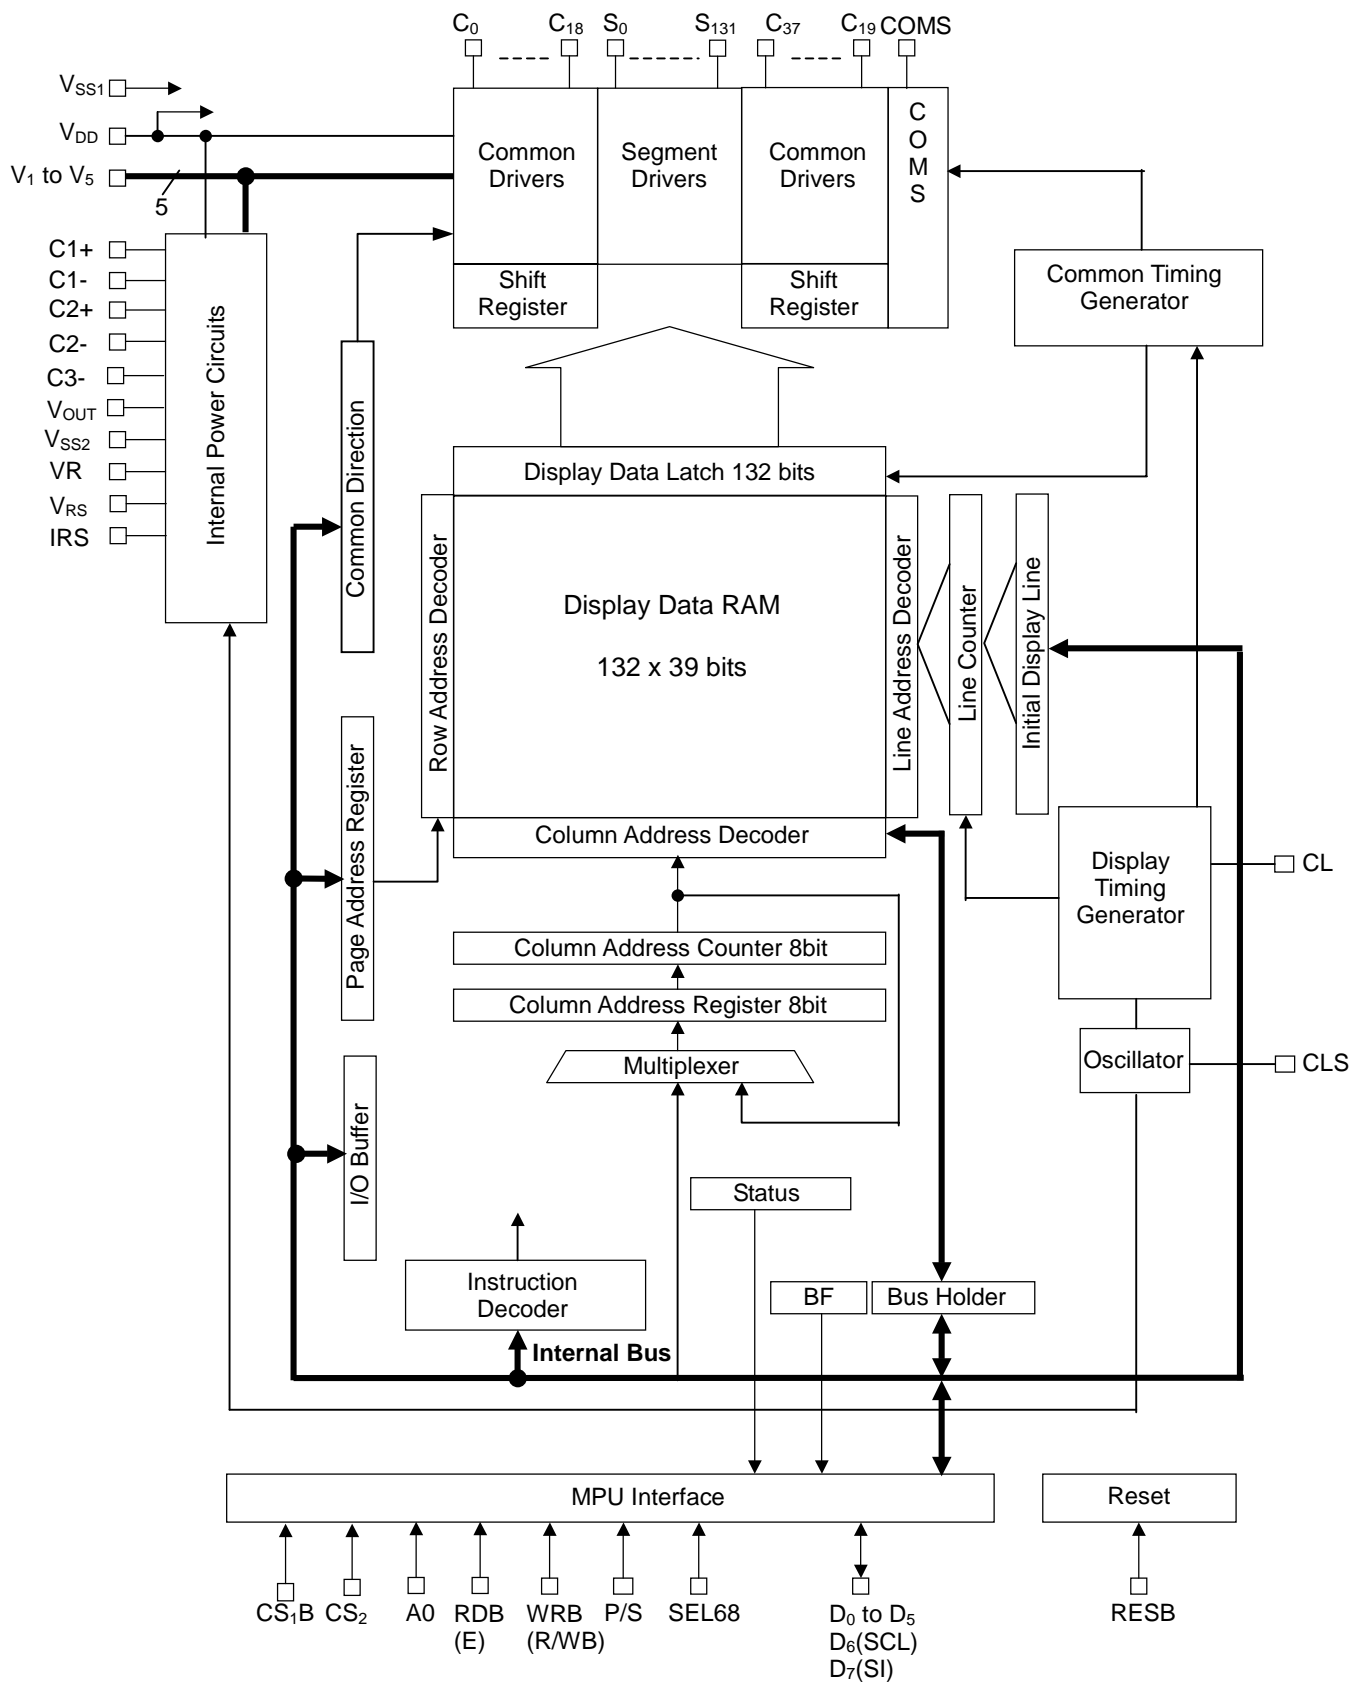 C0 C18 S0 S131 C37 C19 COMS
VSS1
VDD
V1 to V5
5
Common
Drivers
Segment
Drivers
Common
Drivers
C
O
M
S
Shift
Register
Shift
Register
Common Timing
Generator
C1+
C1-
C2+
C2-
C3-
VOUT
VSS2
VR
VRS
IRS
Internal Power Circuits
Common Direction
Display Data Latch 132 bits
Row Address Decoder
Display Data RAM
132 x 39 bits
Line Address Decoder
Line Counter
Initial Display Line
Page Address Register
Column Address Decoder
Display
Timing
Generator
CL
Column Address Counter 8bit
Column Address Register 8bit
Multiplexer
Oscillator
CLS
I/O Buffer
Status
Instruction
Decoder
BF
Bus Holder
Internal Bus
MPU Interface
Reset
CS1B CS2 A0 RDB WRB P/S SEL68 D0 to D5 RESB
(E) (R/WB) D6(SCL)
D7(SI)